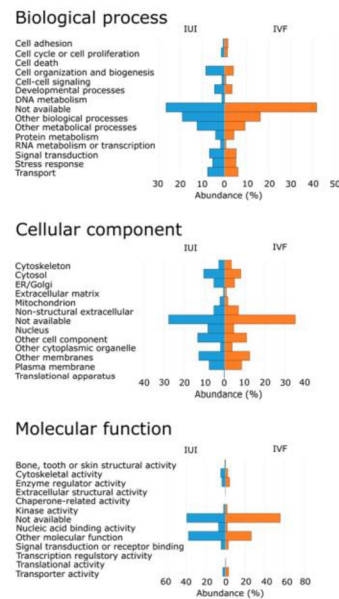 Biological process
IUI IVF
Cell adhesion
Cell cycle or cell proliferation
Cell death
Cell organization and biogenesis
Cell-cell signaling
Developmental processes
DNA metabolism
Not available
Other biological processes
Other metabolical processes
Protein metabolism
RNA metabolism or transcription
Signal transduction
Stress response
Transport
30 20 10 0 10 20 30 40 50
Abundance (%)
Cellular component
IUI IVF
Cytoskeleton
Cytosol
ER/Golgi
Extracellular matrix
Mitochondrion
Non-structural extracellular
Not available
Nucleus
Other cell component
Other cytoplasmic organelle
Other membranes
Plasma membrane
Translational apparatus
40 30 20 10 0 10 20 30 40
Abundance (%)
Molecular function
IUI IVF
Bone, tooth or skin structural activity
Cytoskeletal activity
Enzyme regulator activity
Extracellular structural activity
Chaperone-related activity
Kinase activity
Not available
Nucleic acid binding activity
Other molecular function
Signal transduction or receptor binding
Transcription regulstory activity
Translational activity
Transporter activity
60 40 20 0 20 40 60 80
Abundance (%)